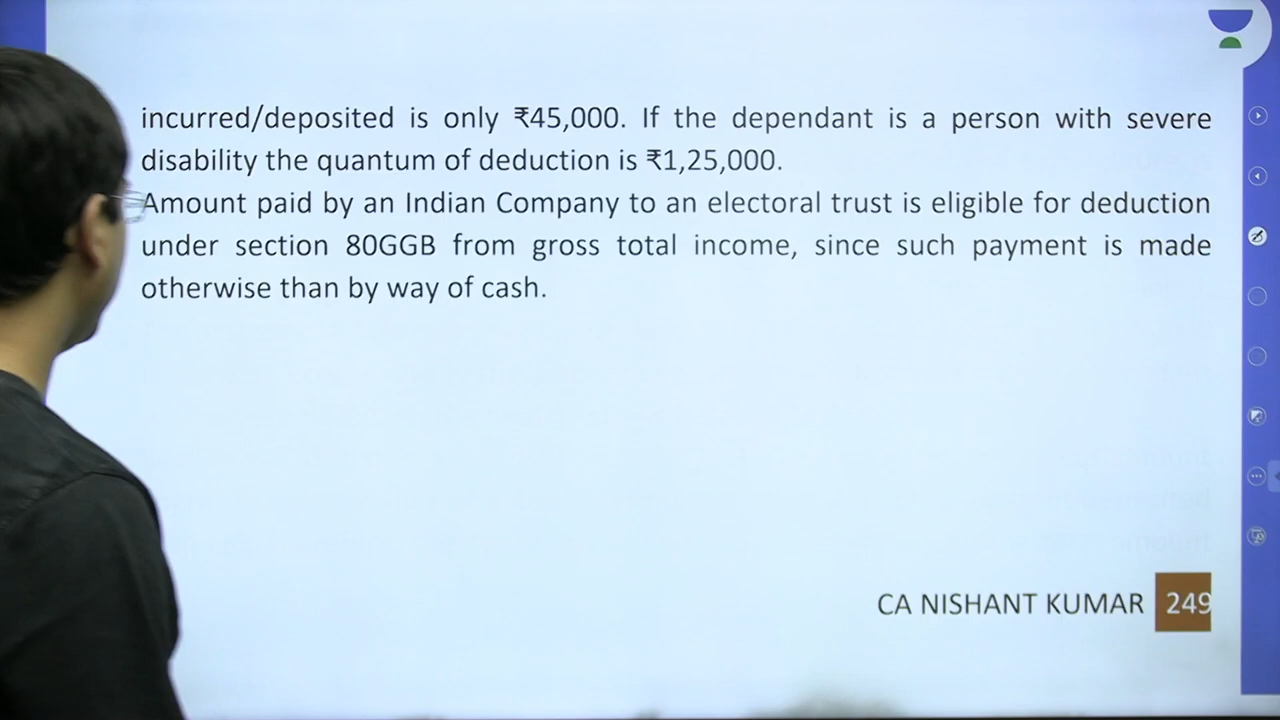 incurred/deposited is only ₹45,000. If the dependant is a person with severe
disability the quantum of deduction is ₹1,25,000.
Amount paid by an Indian Company to an electoral trust is eligible for deduction
under section 80GGB from gross total income, since such payment is made
otherwise than by way of cash.
CA NISHANT KUMAR 249